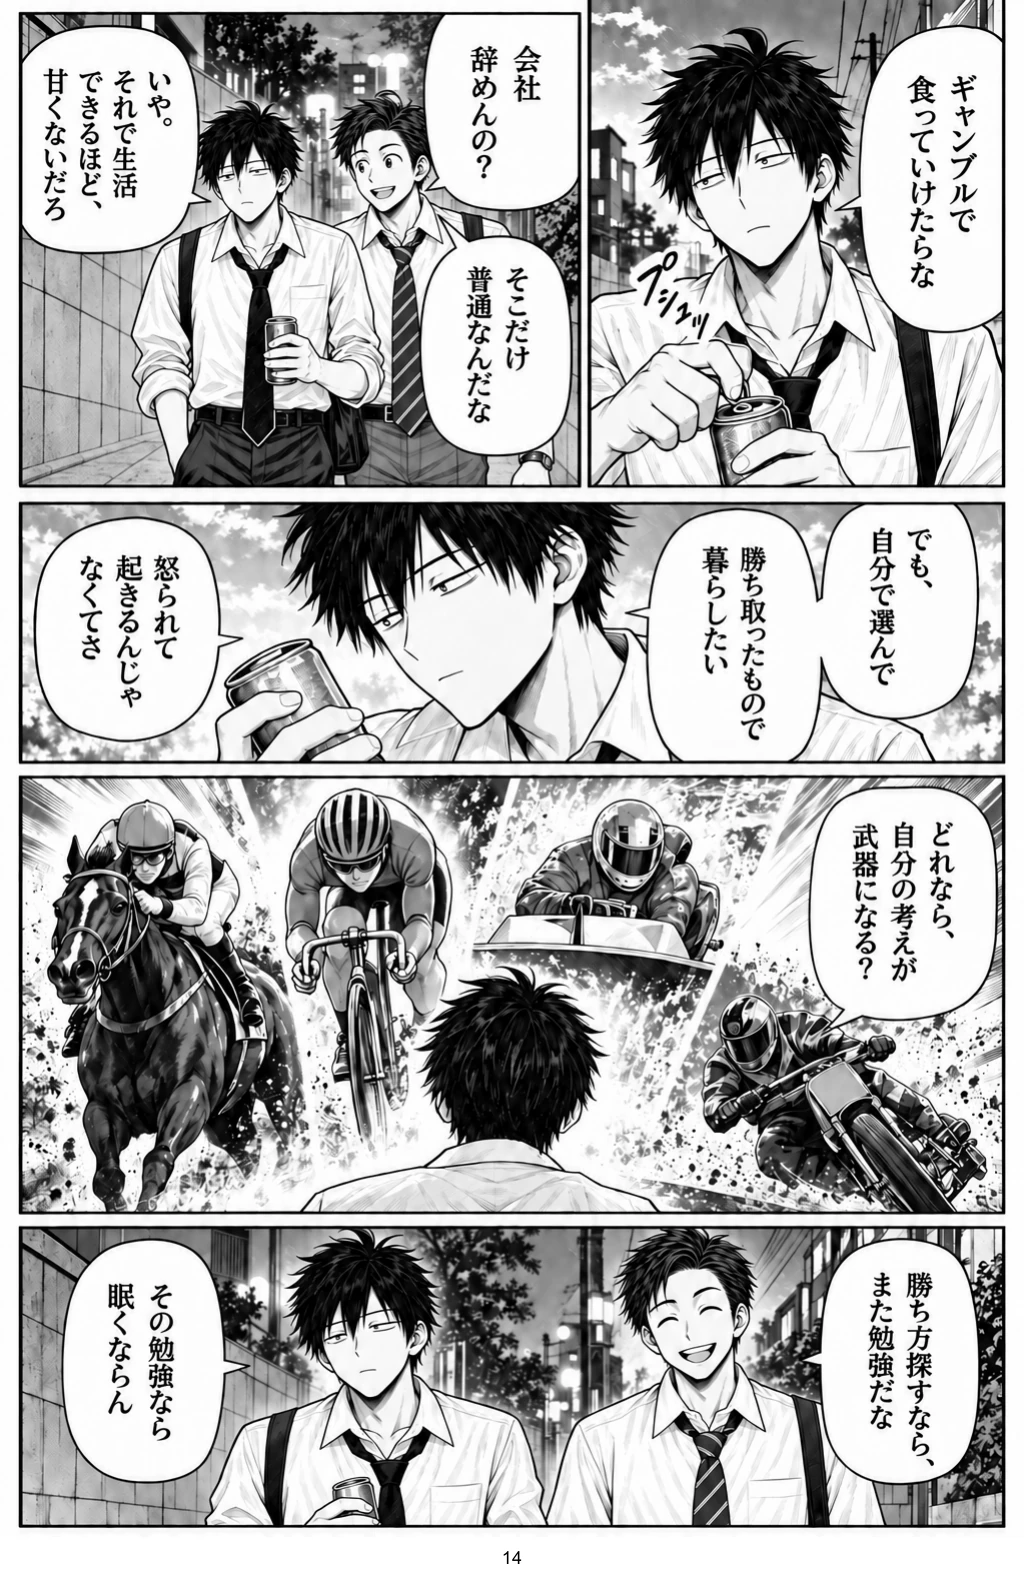 ギャンブルで
食っていけたらな
プシュッ
会社
辞めんの？
そこだけ
普通なんだな
いや。
それで生活
できるほど、
甘くないだろ
でも、
自分で選んで
勝ち取ったもので
暮らしたい
怒られて
起きるんじゃ
なくてさ
どれなら、
自分の考えが
武器になる？
勝ち方探すなら、
また勉強だな
その勉強なら
眠くならん
14